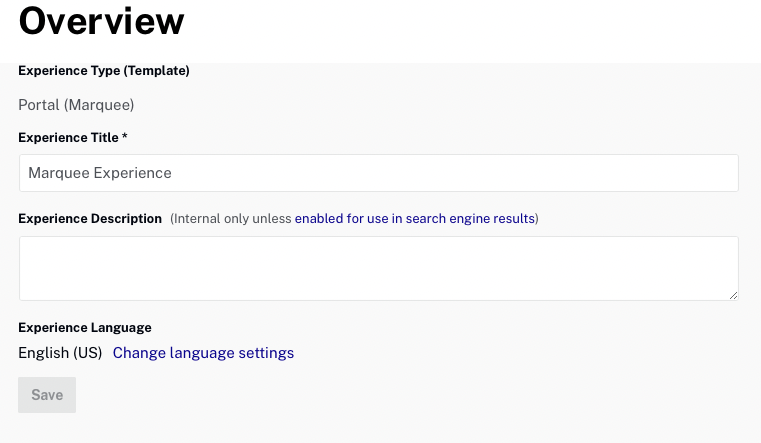 Overview
Experience Type (Template)
Portal (Marquee)
Experience Title *
Marquee Experience
Experience Description (Internal only unless enabled for use in search engine results)
Experience Language
English (US) Change language settings
Save